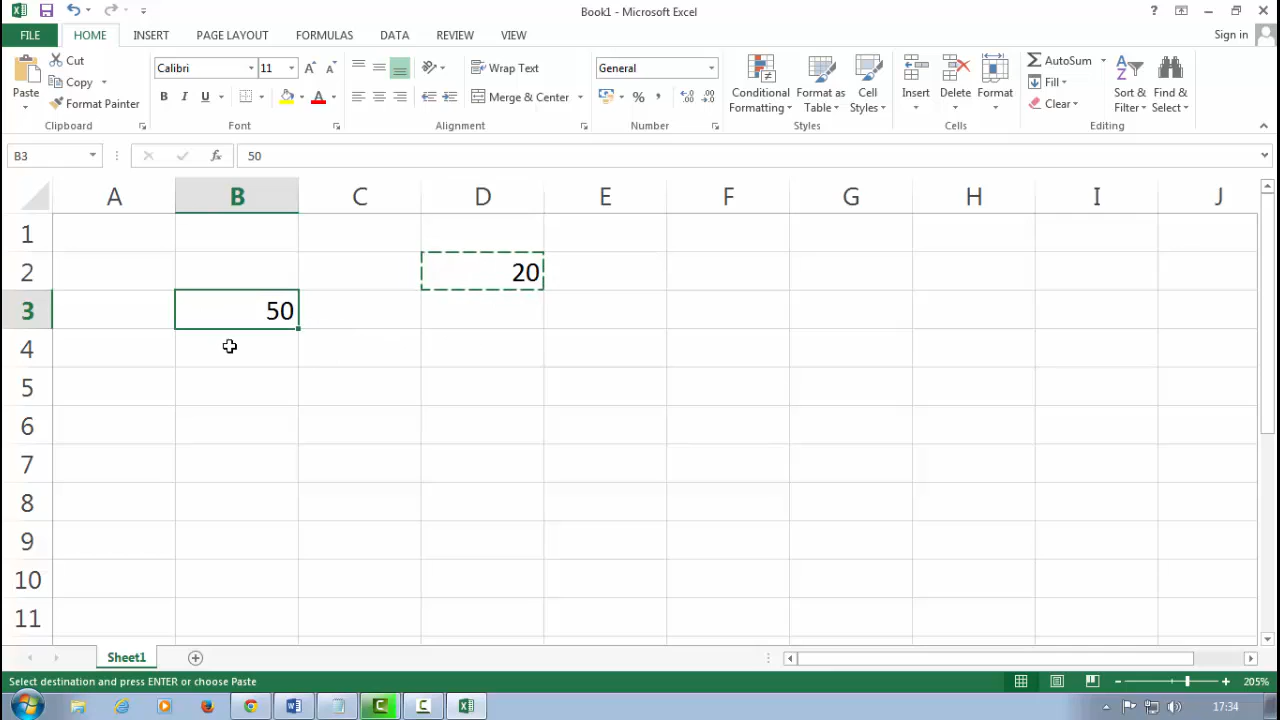 Book1 - Microsoft Excel
?
FILE HOME INSERT PAGE LAYOUT FORMULAS DATA REVIEW VIEW
Sign in
Paste
Cut
Copy
Format Painter
Clipboard
Calibri 11
B I U
Font
Wrap Text
Merge & Center
Alignment
General
% ,
Number
Conditional Formatting
Format as Table
Cell Styles
Styles
Insert
Delete
Format
Cells
AutoSum
Fill
Clear
Sort & Filter
Find & Select
Editing
B3 fx 50
A B C D E F G H I J
1
2 20
3 50
4
5
6
7
8
9
10
11
Sheet1
Select destination and press ENTER or choose Paste
205%
17:34